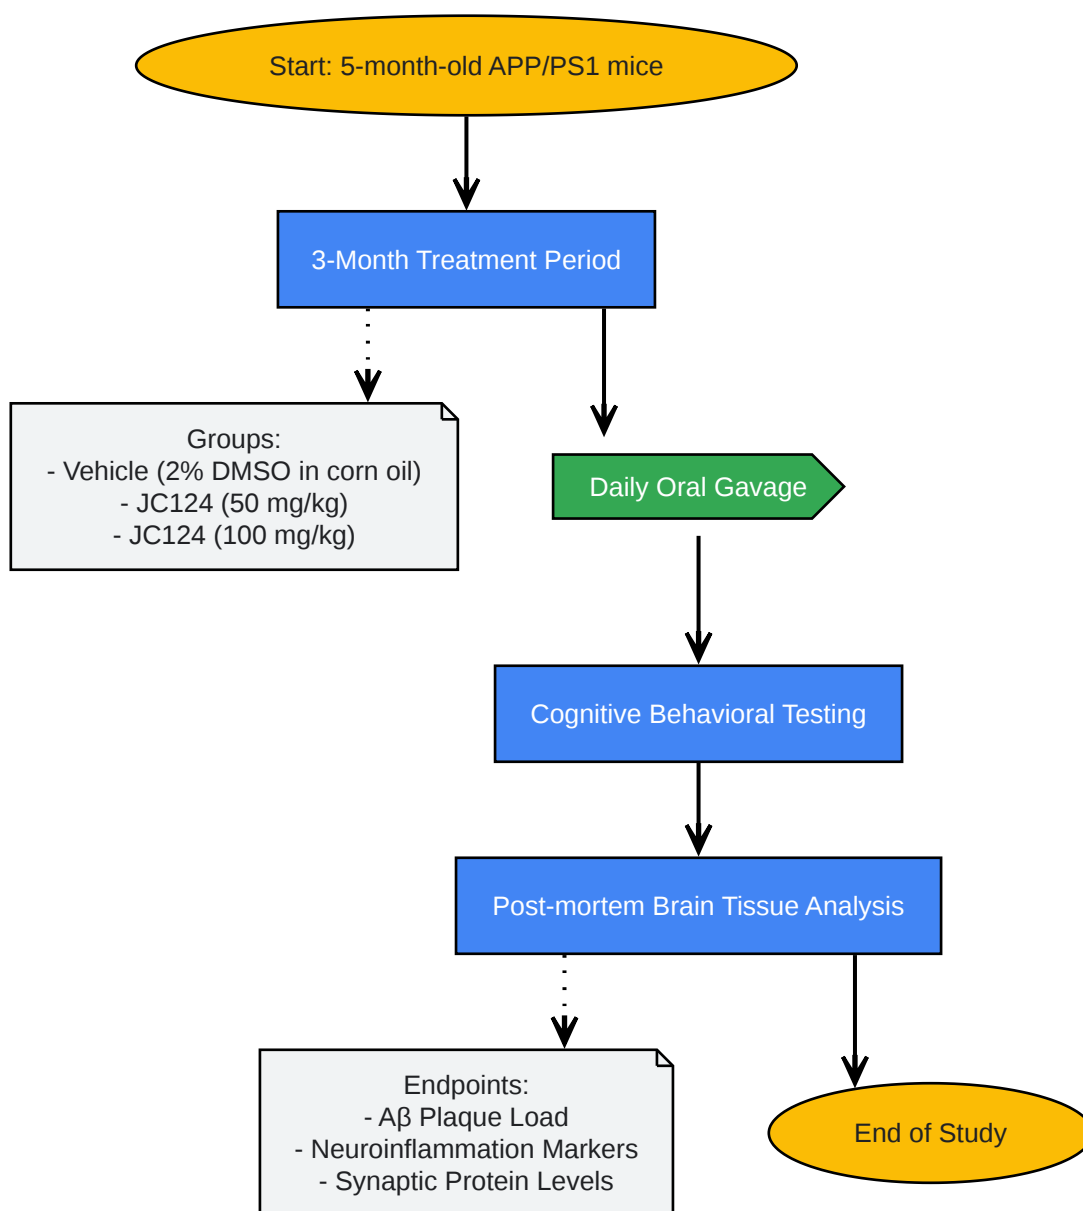 Start: 5-month-old APP/PS1 mice
3-Month Treatment Period
Groups:
- Vehicle (2% DMSO in corn oil)
- JC124 (50 mg/kg)
- JC124 (100 mg/kg)
Daily Oral Gavage
Cognitive Behavioral Testing
Post-mortem Brain Tissue Analysis
Endpoints:
- Aβ Plaque Load
- Neuroinflammation Markers
- Synaptic Protein Levels
End of Study